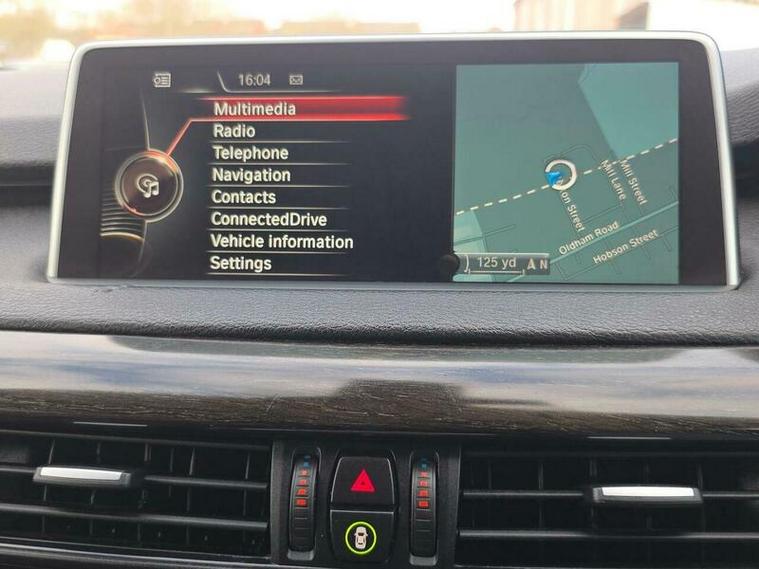 16:04
Multimedia
Radio
Telephone
Navigation
Contacts
ConnectedDrive
Vehicle information
Settings
Mill Street
Mill Lane
on Street
Oldham Road
Hobson Street
125 yd
N